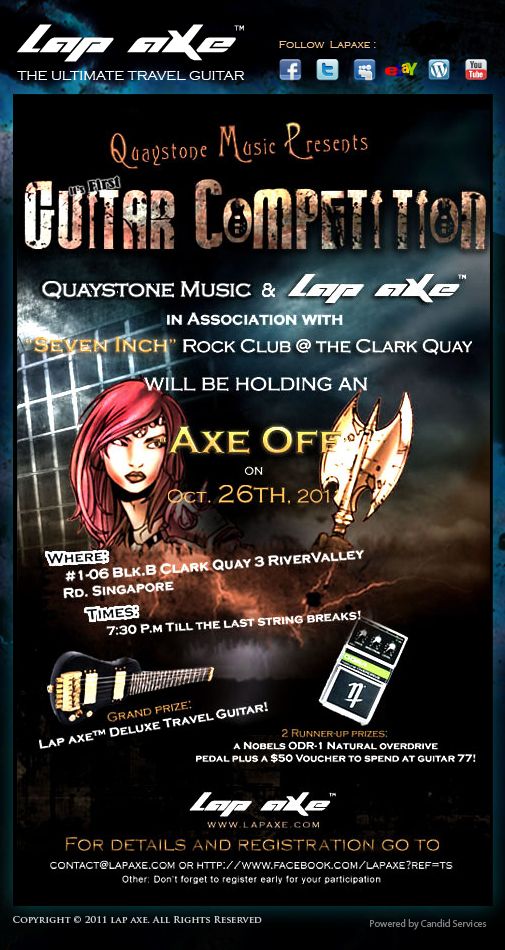 Lap aXe™
THE ULTIMATE TRAVEL GUITAR
FOLLOW LAPAXE :
f t ebay W You Tube
Quaystone Music Presents
It's First
GUITAR COMPETITION
QUAYSTONE MUSIC & Lap aXe™
IN ASSOCIATION WITH
"SEVEN INCH" ROCK CLUB @ THE CLARK QUAY
WILL BE HOLDING AN
"AXE OFF
ON
OCT. 26TH, 201
WHERE:
#1-06 BLK.B CLARK QUAY 3 RIVERVALLEY
RD. SINGAPORE
TIMES:
7:30 P.M TILL THE LAST STRING BREAKS!
GRAND PRIZE:
LAP AXE™ DELUXE TRAVEL GUITAR!
2 RUNNER-UP PRIZES:
A NOBELS ODR-1 NATURAL OVERDRIVE
PEDAL PLUS A $50 VOUCHER TO SPEND AT GUITAR 77!
Lap aXe™
WWW.LAPAXE.COM
FOR DETAILS AND REGISTRATION GO TO
CONTACT@LAPAXE.COM OR HTTP://WWW.FACEBOOK.COM/LAPAXE?REF=TS
Other: Don't forget to register early for your participation
COPYRIGHT © 2011 LAP AXE. ALL RIGHTS RESERVED
Powered by Candid Services